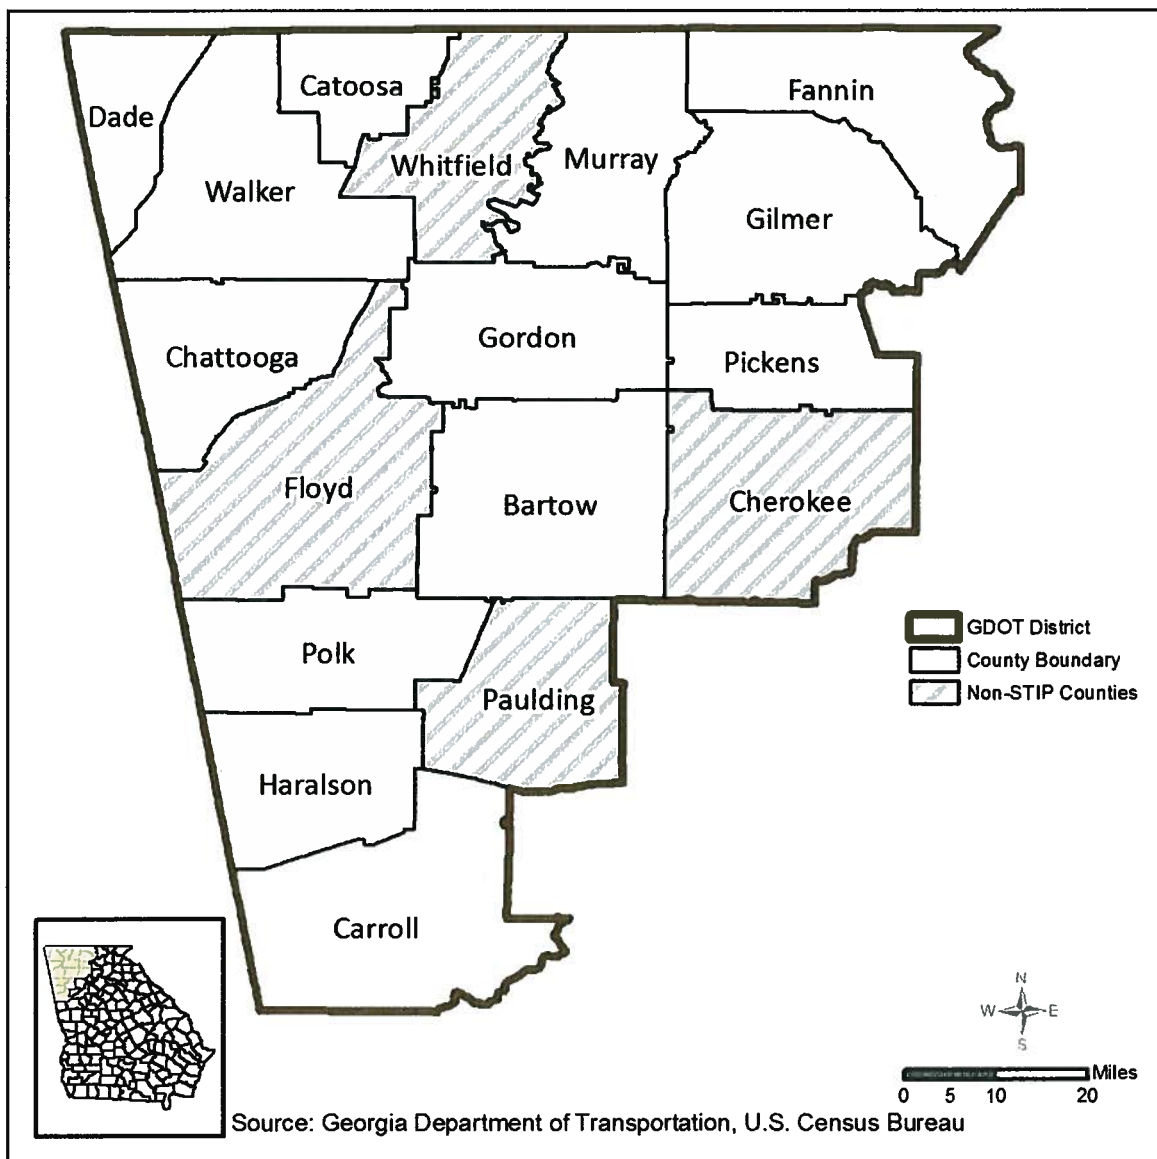 Catoosa
Fannin
Dade
Whitfield
Murray
Walker
Gilmer
Gordon
Chattooga
Pickens
Floyd
Bartow
Cherokee
GDOT District
County Boundary
Non-STIP Counties
Polk
Paulding
Haralson
Carroll
N
W E
S
Miles
0 5 10 20
Source: Georgia Department of Transportation, U.S. Census Bureau